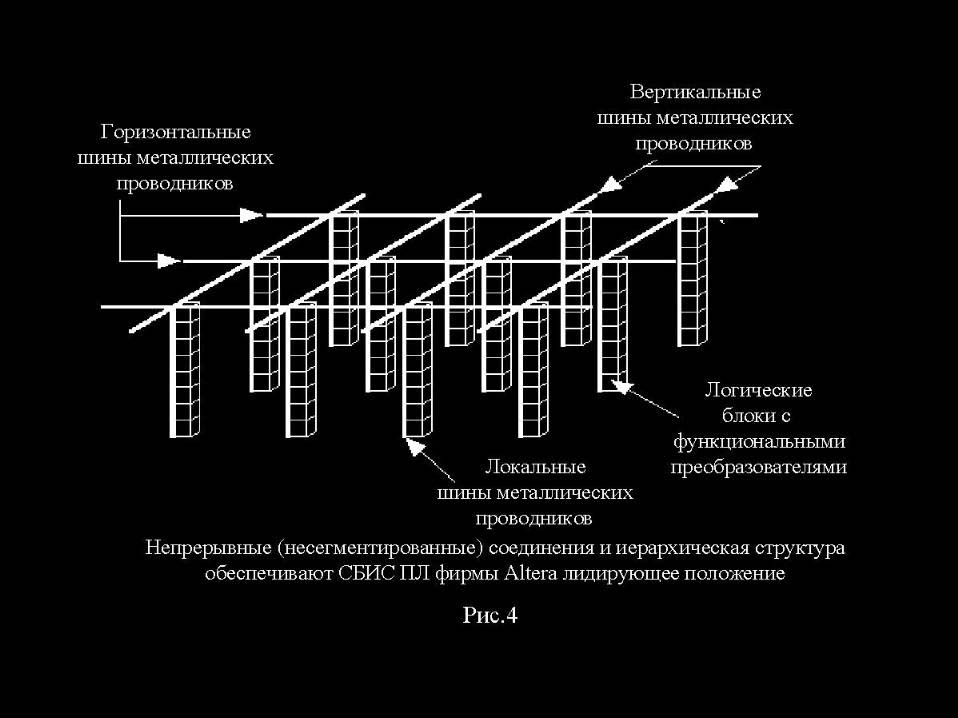 Вертикальные
шины металлических
проводников
Горизонтальные
шины металлических
проводников
Логические
блоки с
функциональными
преобразователями
Локальные
шины металлических
проводников
Непрерывные (несегментированные) соединения и иерархическая структура
обеспечивают СБИС ПЛ фирмы Altera лидирующее положение
Рис.4